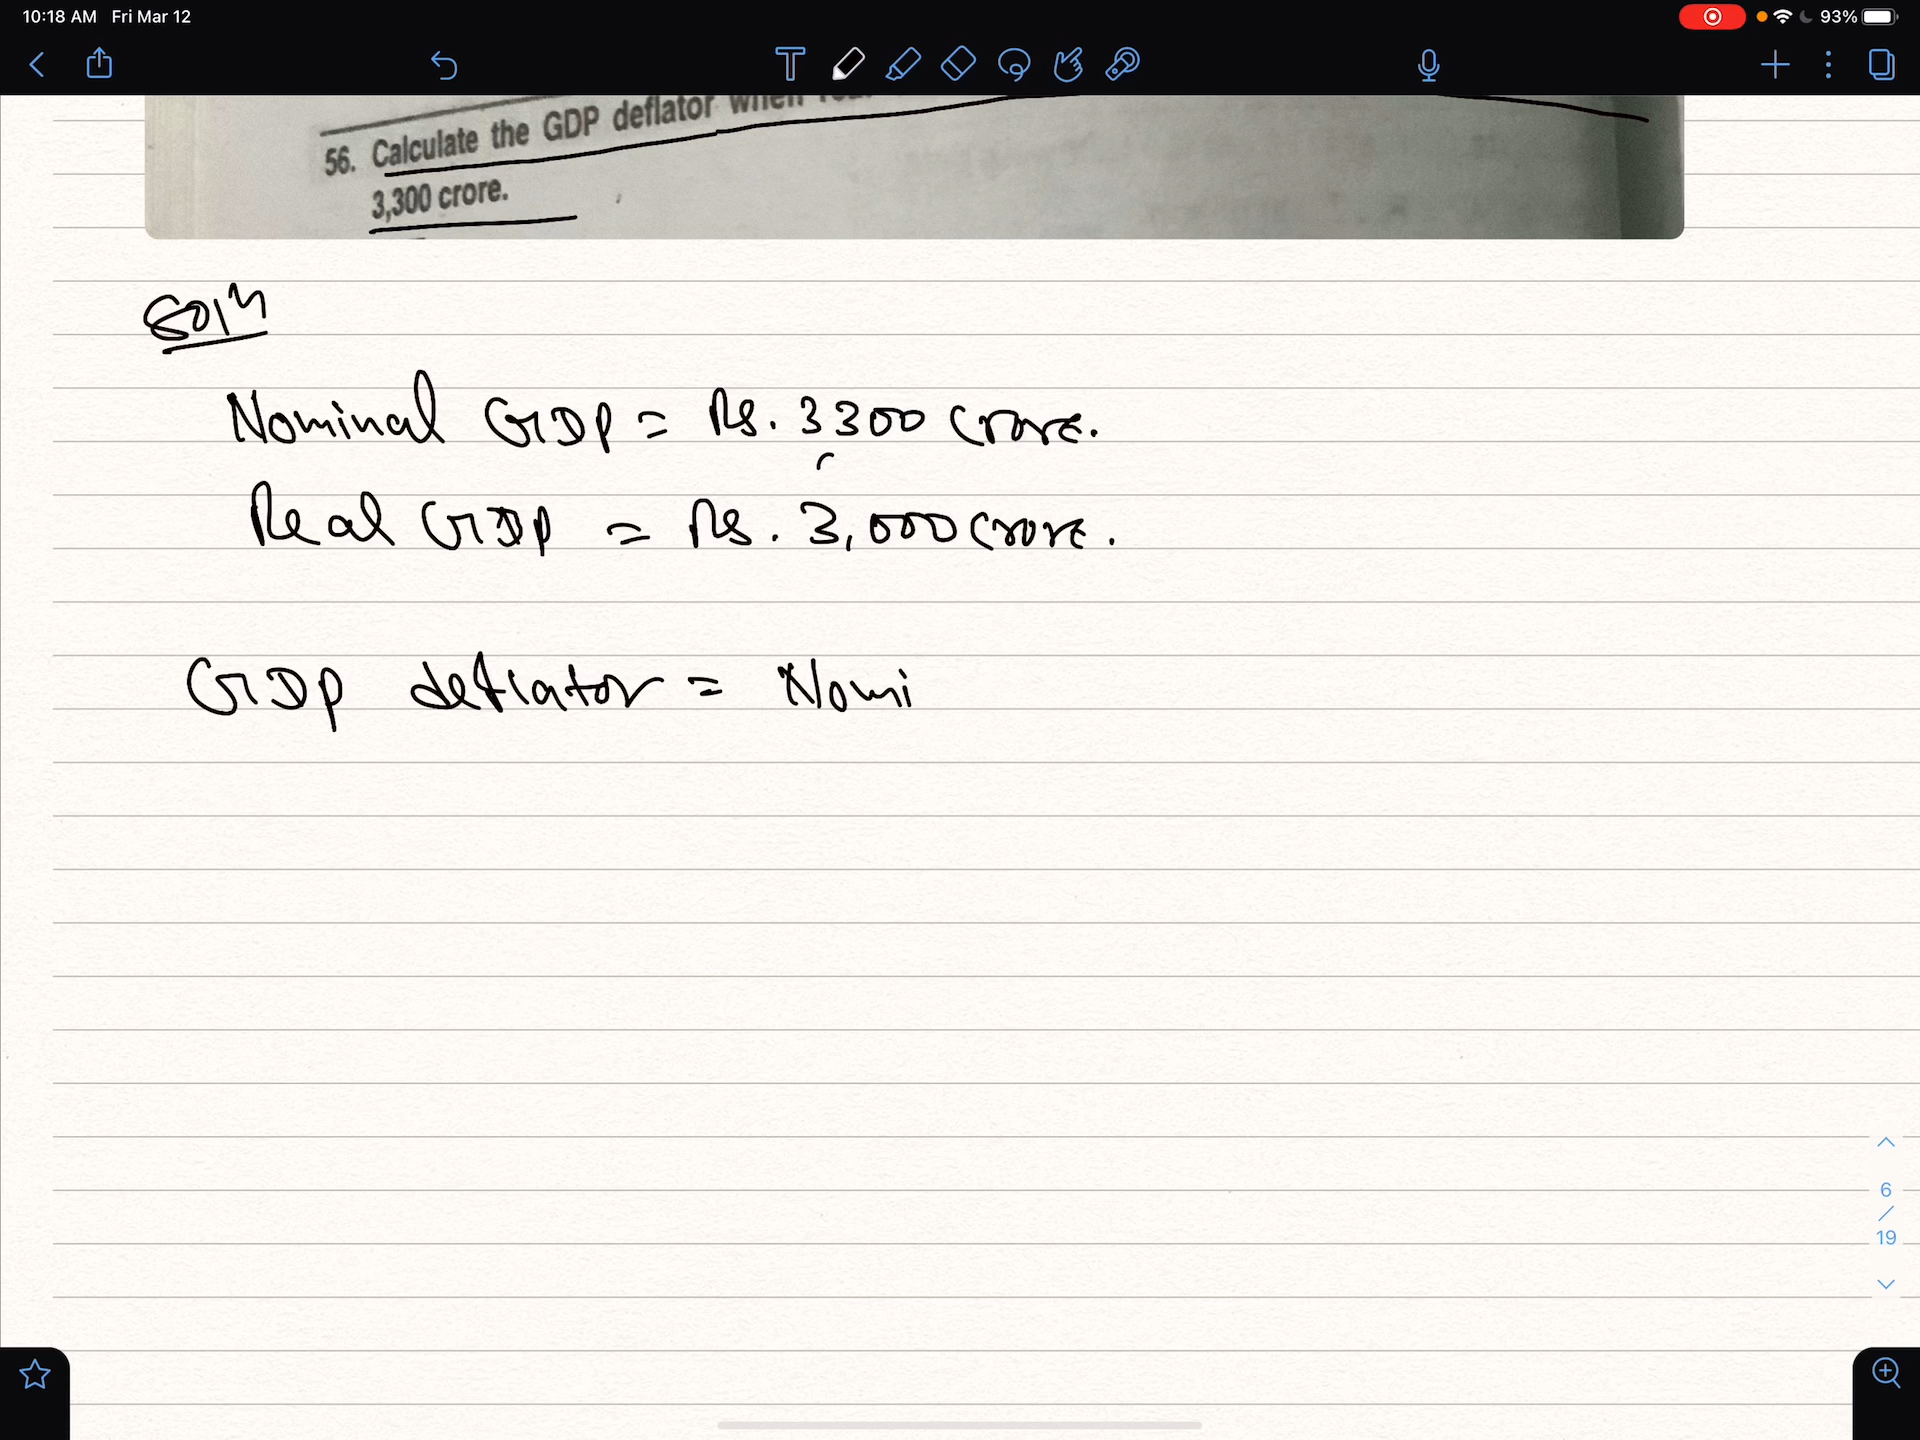 10:18 AM Fri Mar 12
93%
56. Calculate the GDP deflator when
3,300 crore.
Soln
Nominal GDP = Rs. 3300 crore.
Real GDP = Rs. 3,000 crore.
GDP deflator = Nomi
6
/
19